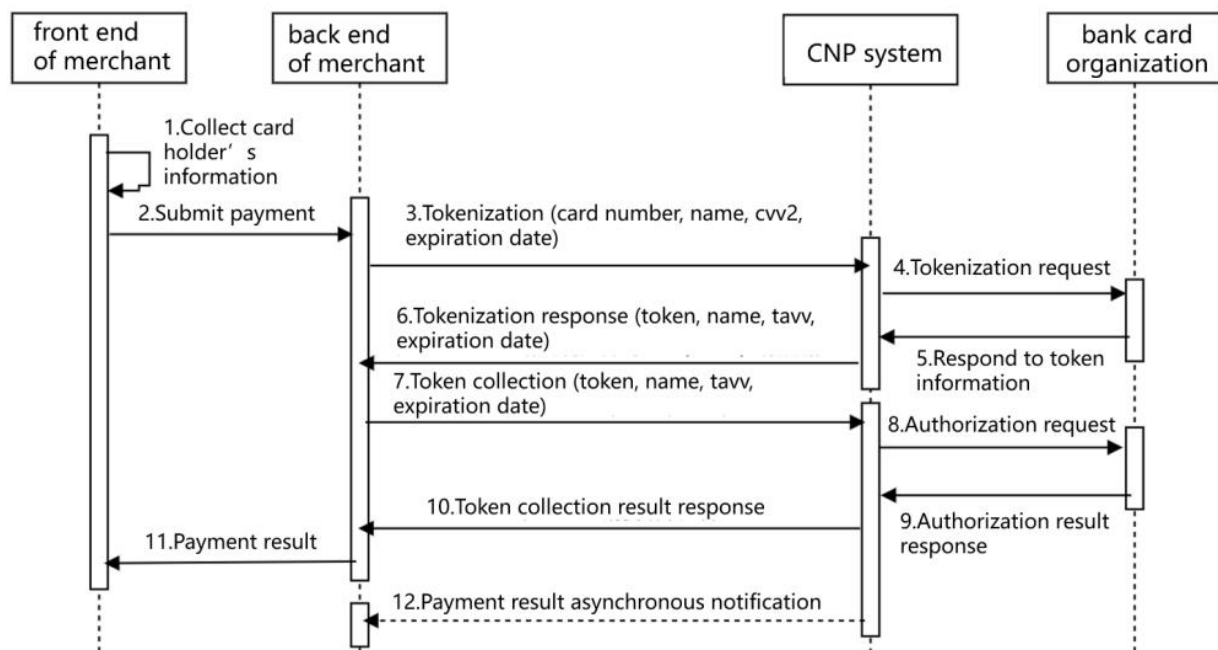 front end
of merchant
back end
of merchant
CNP system
bank card
organization
1.Collect card
holder' s
information
2.Submit payment
3.Tokenization (card number, name, cvv2,
expiration date)
4.Tokenization request
6.Tokenization response (token, name, tavv,
expiration date)
5.Respond to token
information
7.Token collection (token, name, tavv,
expiration date)
8.Authorization request
10.Token collection result response
9.Authorization result
response
11.Payment result
12.Payment result asynchronous notification